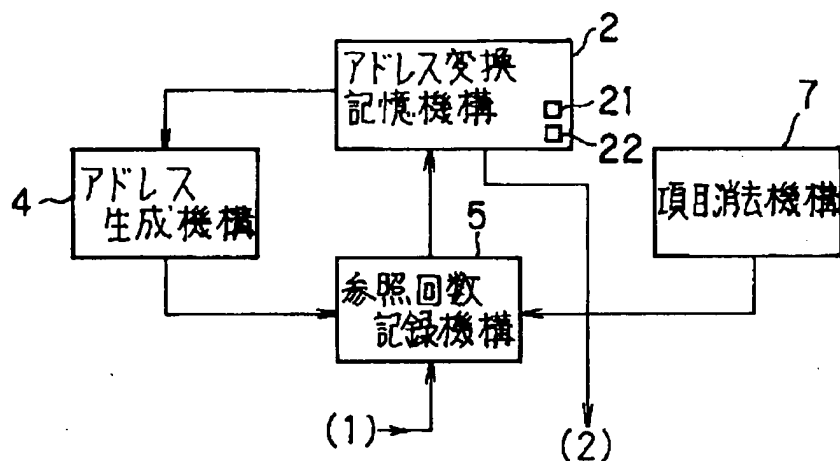 2
アドレス変換
記憶機構
21
22
7
4
アドレス
生成機構
項目消去機構
5
参照回数
記録機構
(1)
(2)